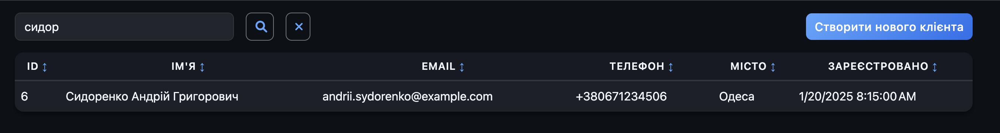 сидор
Створити нового клієнта
ID ↕ ІМ'Я ↕ EMAIL ↕ ТЕЛЕФОН ↕ МІСТО ↕ ЗАРЕЄСТРОВАНО ↕
6 Сидоренко Андрій Григорович andrii.sydorenko@example.com +380671234506 Одеса 1/20/2025 8:15:00 AM